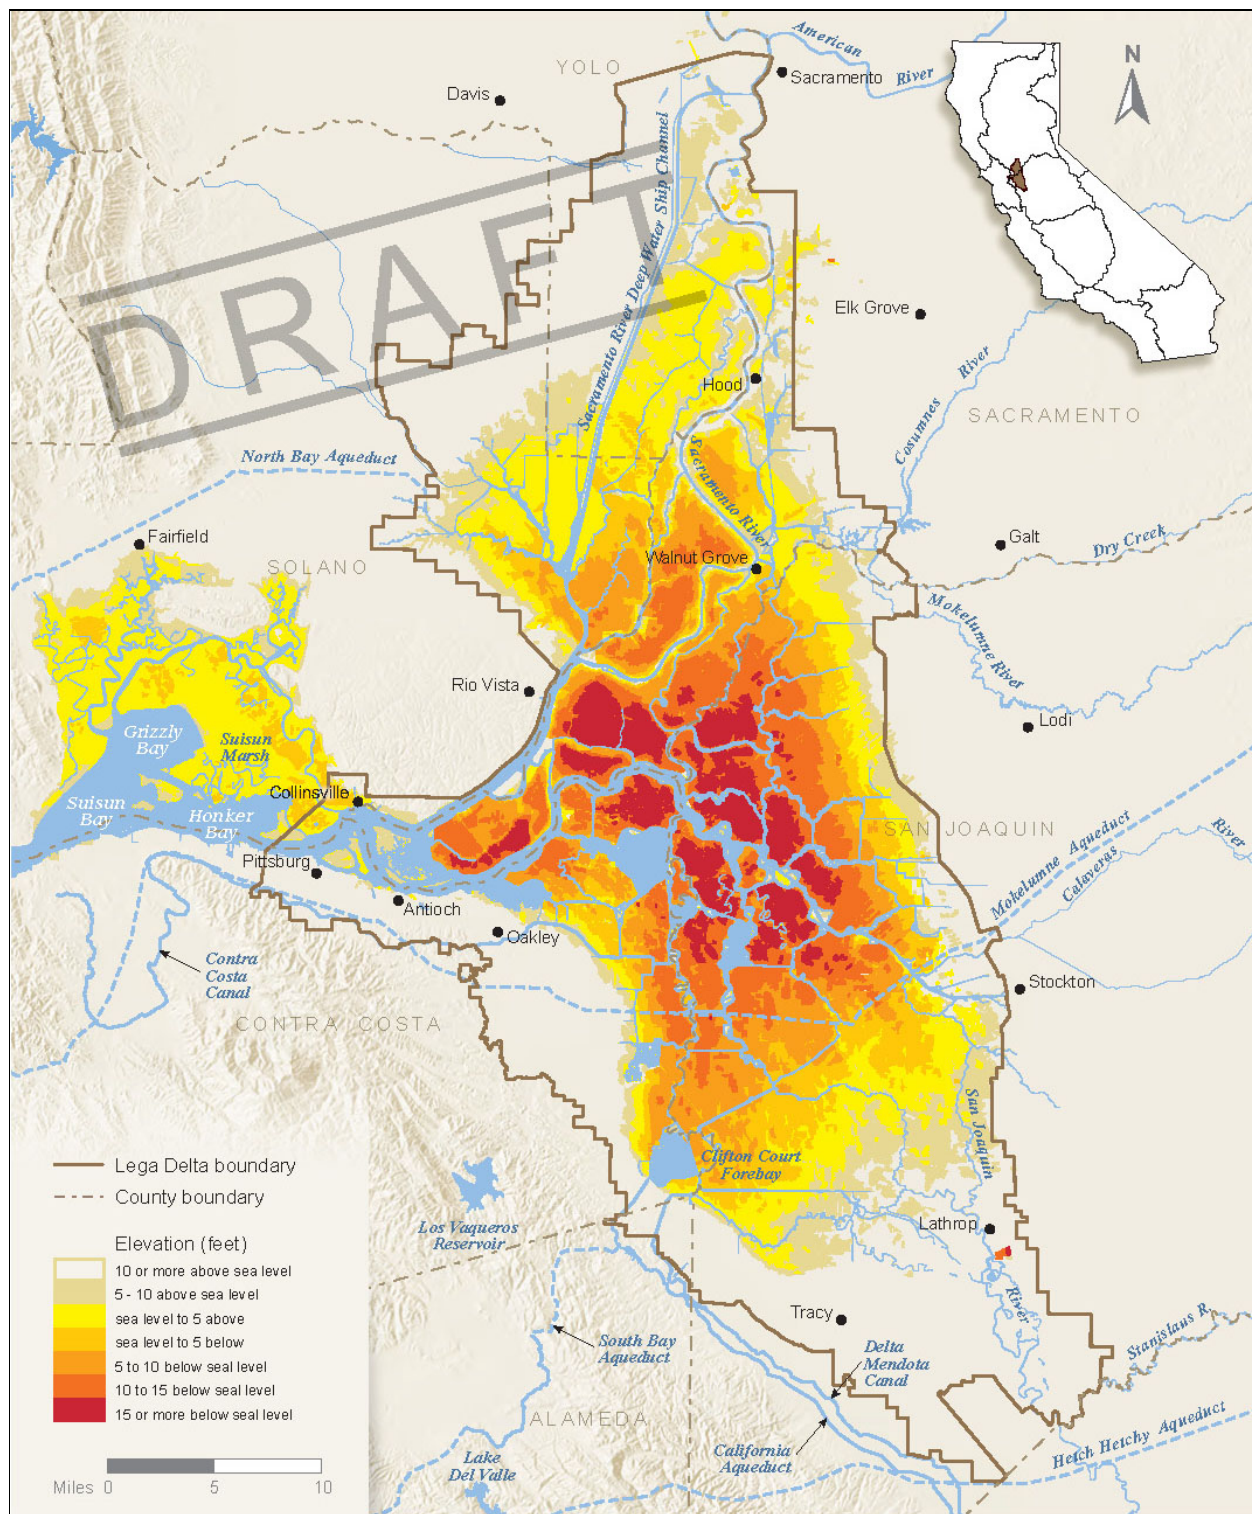 American
River
N
YOLO
Sacramento
Davis
Sacramento River Deep Water Ship Channel
DRAFT
Elk Grove
Hood
Cosumnes
River
SACRAMENTO
North Bay Aqueduct
Sacramento River
Fairfield
Galt
Dry Creek
SOLANO
Walnut Grove
Mokelumne
River
Rio Vista
Lodi
Grizzly
Bay
Suisun
Marsh
Collinsville
Suisun
Bay
Honker
Bay
SAN JOAQUIN
Mokelumne Aqueduct
Calaveras
River
Pittsburg
Antioch
Oakley
Contra
Costa
Canal
Stockton
CONTRA COSTA
San Joaquin
River
Clifton Court
Forebay
Lega Delta boundary
County boundary
Los Vaqueros
Reservoir
Lathrop
Elevation (feet)
10 or more above sea level
5 - 10 above sea level
sea level to 5 above
sea level to 5 below
5 to 10 below seal level
10 to 15 below seal level
15 or more below seal level
Tracy
Stanislaus R.
South Bay
Aqueduct
Delta
Mendota
Canal
ALAMEDA
California
Aqueduct
Hetch Hetchy Aqueduct
Lake
Del Valle
Miles 0 5 10